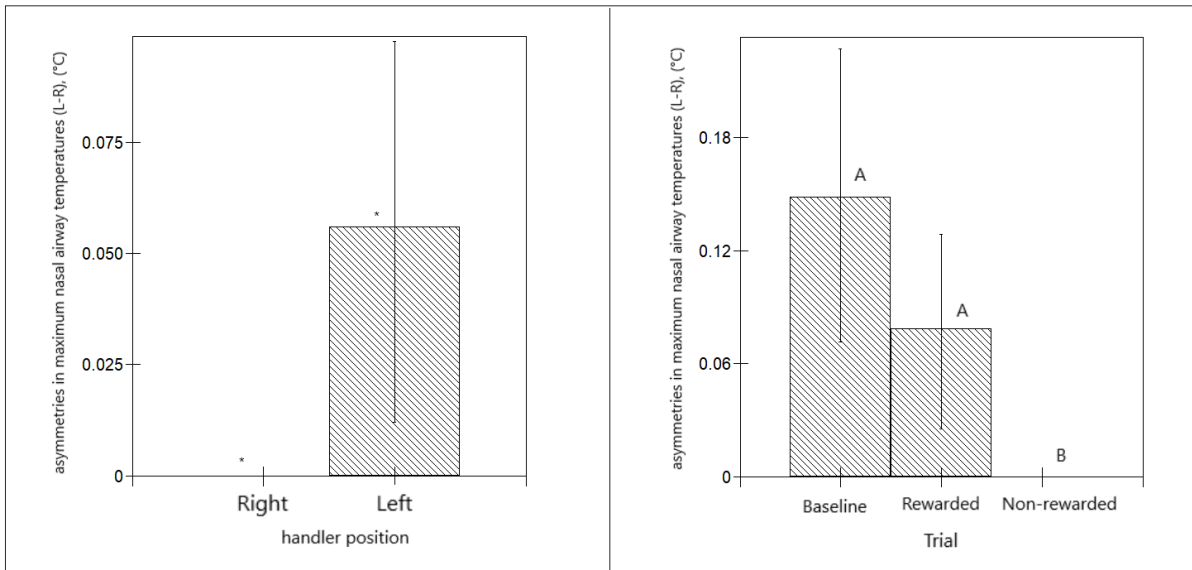 asymmetries in maximum nasal airway temperatures (L-R), (°C)
0.075
0.050
0.025
0
*
*
Right
Left
handler position
asymmetries in maximum nasal airway temperatures (L-R), (°C)
0.18
0.12
0.06
0
A
A
B
Baseline
Rewarded
Non-rewarded
Trial